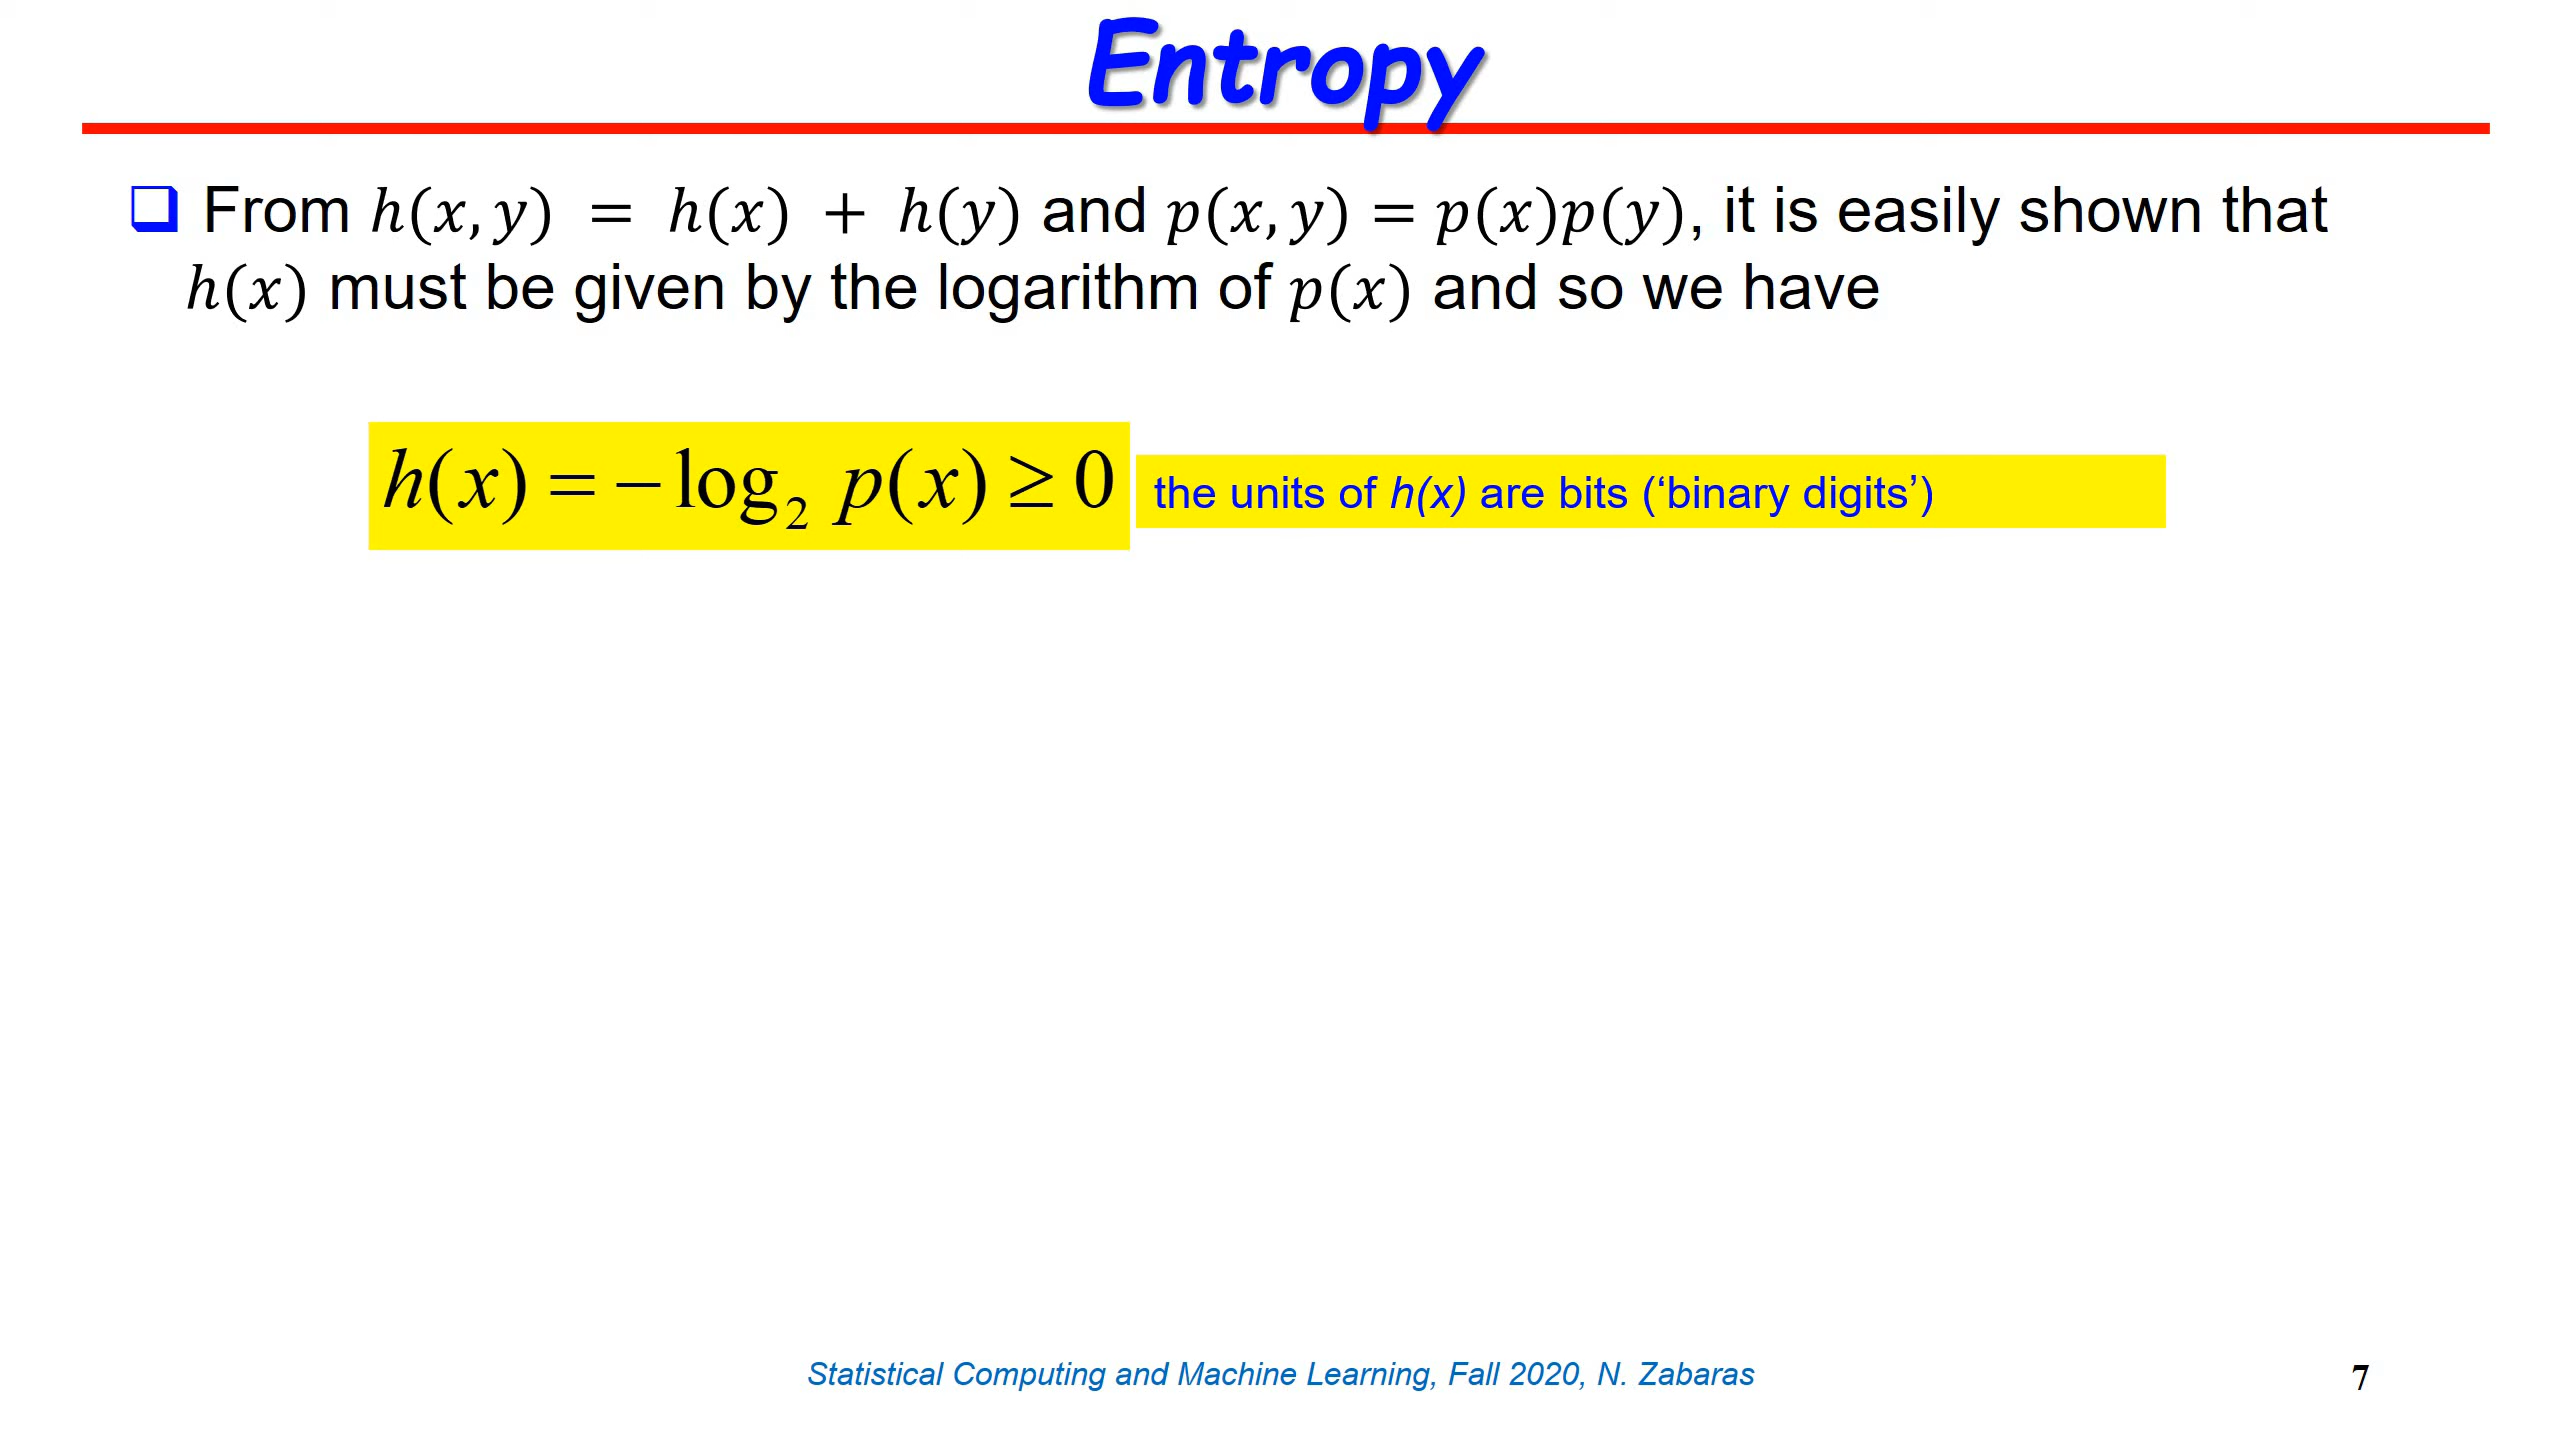 Entropy
❑ From ℎ(𝑥, 𝑦) = ℎ(𝑥) + ℎ(𝑦) and 𝑝(𝑥, 𝑦) = 𝑝(𝑥)𝑝(𝑦), it is easily shown that
ℎ(𝑥) must be given by the logarithm of 𝑝(𝑥) and so we have
h(x) = − log₂ p(x) ≥ 0 the units of h(x) are bits (‘binary digits’)
Statistical Computing and Machine Learning, Fall 2020, N. Zabaras
7